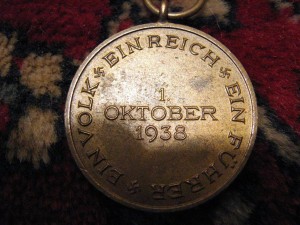 EIN VOLK EIN REICH EIN FÜHRER
1.
OKTOBER
1938